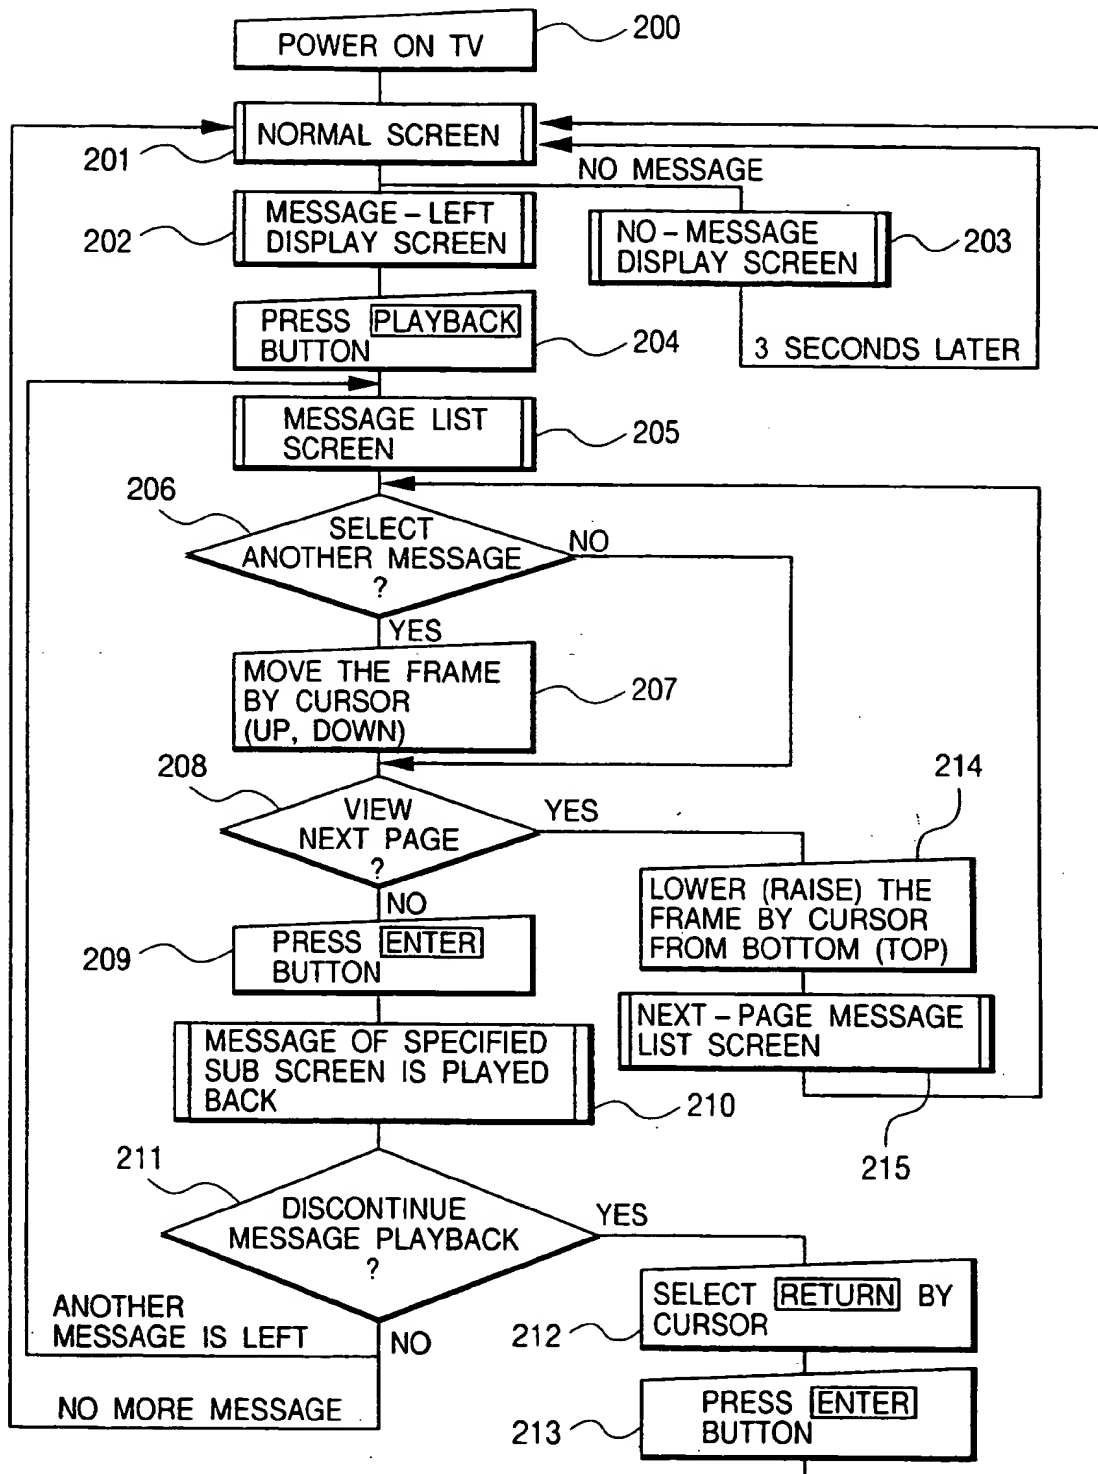 POWER ON TV
200
NORMAL SCREEN
201
NO MESSAGE
MESSAGE-LEFT
DISPLAY SCREEN
202
NO-MESSAGE
DISPLAY SCREEN
203
PRESS PLAYBACK
BUTTON
204
3 SECONDS LATER
MESSAGE LIST
SCREEN
205
206
SELECT
ANOTHER MESSAGE
?
NO
YES
MOVE THE FRAME
BY CURSOR
(UP, DOWN)
207
208
VIEW
NEXT PAGE
?
YES
NO
214
LOWER (RAISE) THE
FRAME BY CURSOR
FROM BOTTOM (TOP)
PRESS ENTER
BUTTON
209
NEXT-PAGE MESSAGE
LIST SCREEN
215
MESSAGE OF SPECIFIED
SUB SCREEN IS PLAYED
BACK
210
211
DISCONTINUE
MESSAGE PLAYBACK
?
YES
NO
SELECT RETURN BY
CURSOR
212
ANOTHER
MESSAGE IS LEFT
NO MORE MESSAGE
PRESS ENTER
BUTTON
213